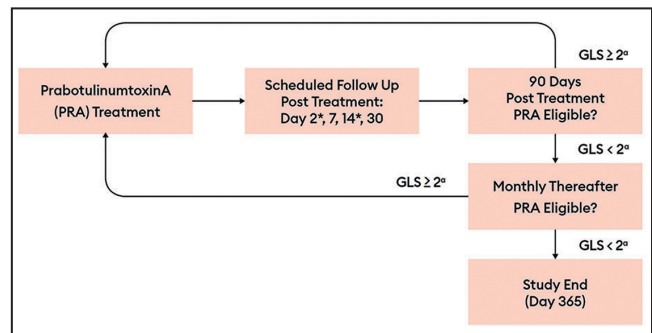 GLS ≥ 2ᵃ
PrabotulinumtoxinA
(PRA) Treatment
Scheduled Follow Up
Post Treatment:
Day 2*, 7, 14*, 30
90 Days
Post Treatment
PRA Eligible?
GLS < 2ᵃ
GLS ≥ 2ᵃ
Monthly Thereafter
PRA Eligible?
GLS < 2ᵃ
Study End
(Day 365)